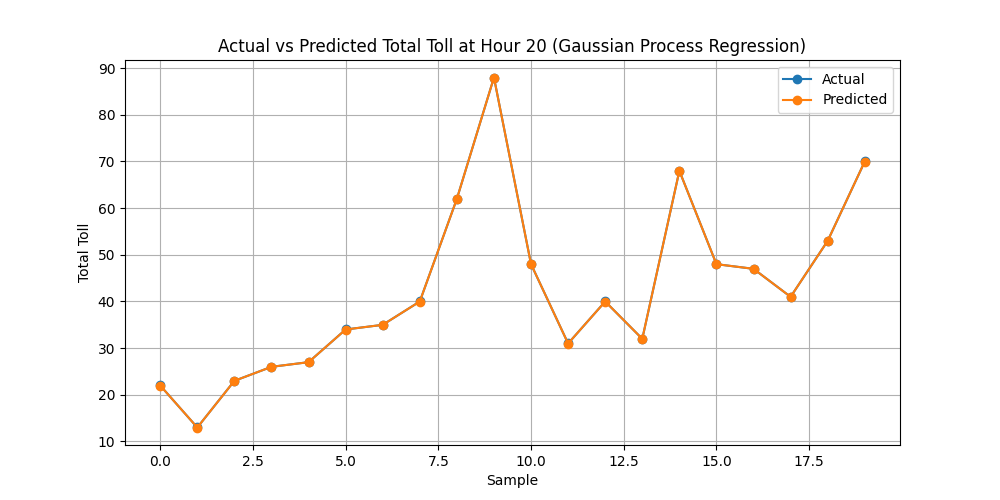 Actual vs Predicted Total Toll at Hour 20 (Gaussian Process Regression)
Actual
Predicted
Total Toll
90
80
70
60
50
40
30
20
10
0.0 2.5 5.0 7.5 10.0 12.5 15.0 17.5
Sample